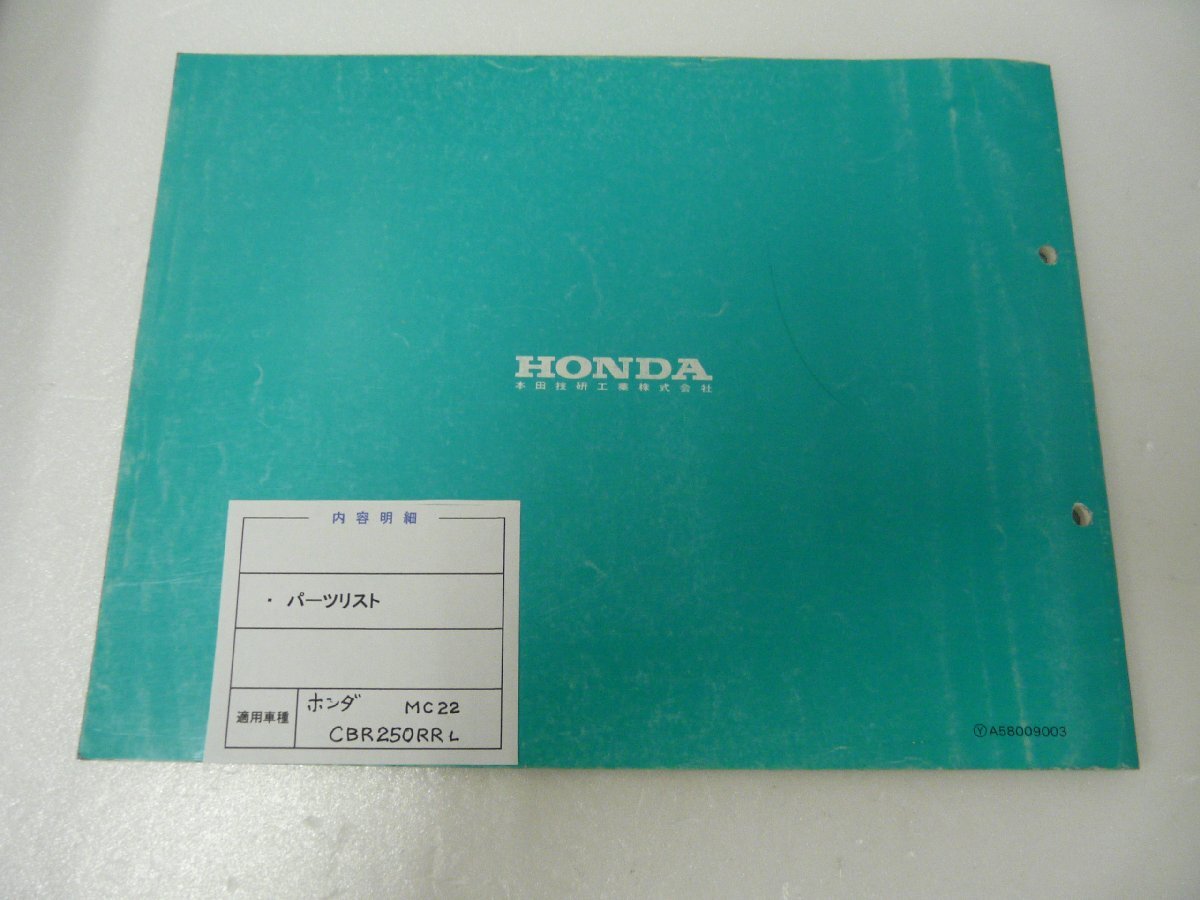 HONDA
本田技研工業株式会社
内容明細
・ パーツリスト
適用車種
ホンダ MC22
CBR250RR L
Ⓨ A58009003